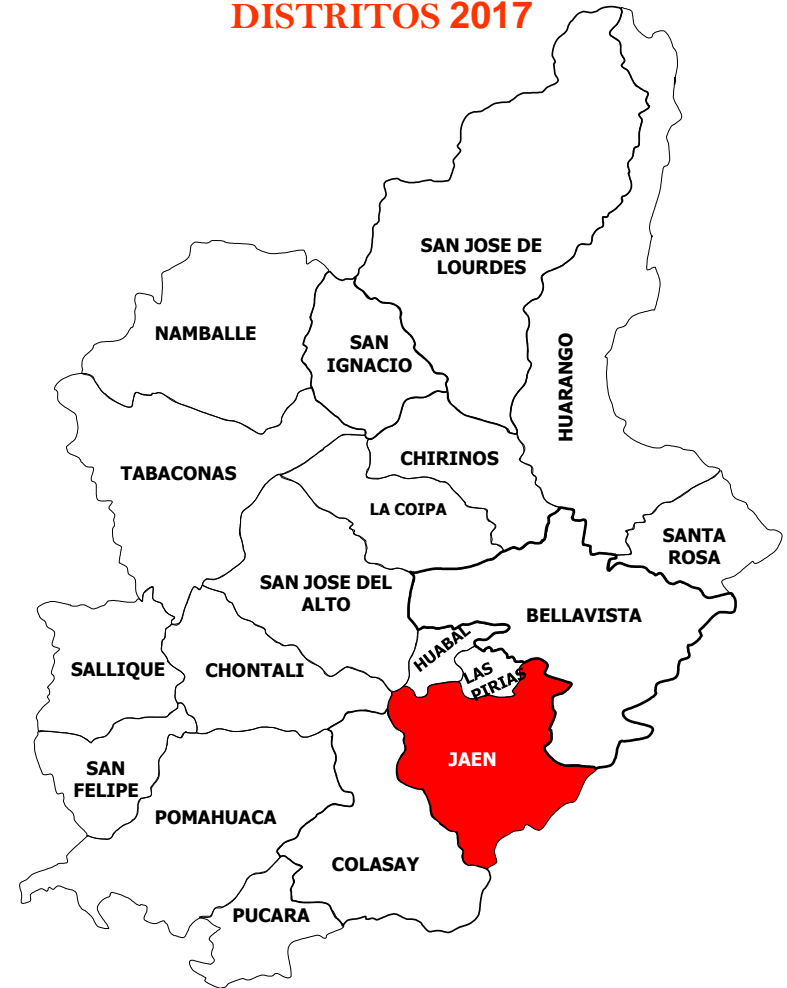 DISTRITOS 2017
SAN JOSE DE
LOURDES
NAMBALLE
SAN
IGNACIO
HUARANGO
CHIRINOS
TABACONAS
LA COIPA
SANTA
ROSA
SAN JOSE DEL
ALTO
BELLAVISTA
HUABAL
SALLIQUE
CHONTALI
LAS
PIRIAS
JAEN
SAN
FELIPE
POMAHUACA
COLASAY
PUCARA